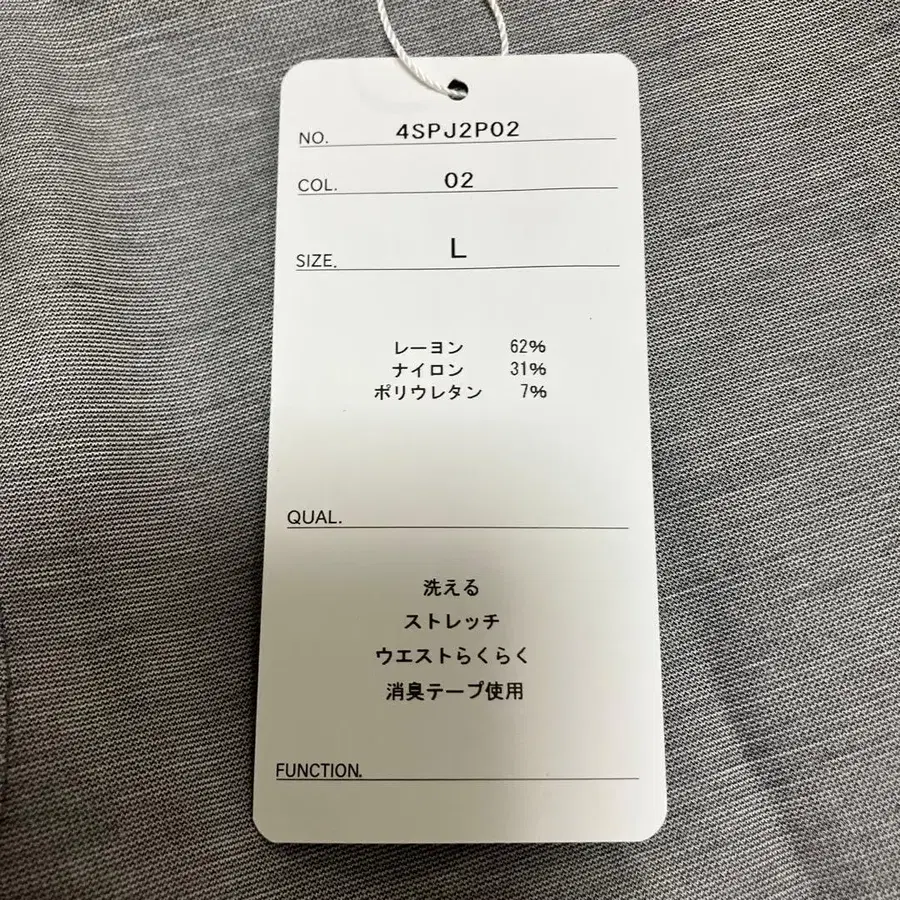 NO. 4SPJ2P02
COL. 02
SIZE. L
レーヨン 62%
ナイロン 31%
ポリウレタン 7%
QUAL.
洗える
ストレッチ
ウエストらくらく
消臭テープ使用
FUNCTION.